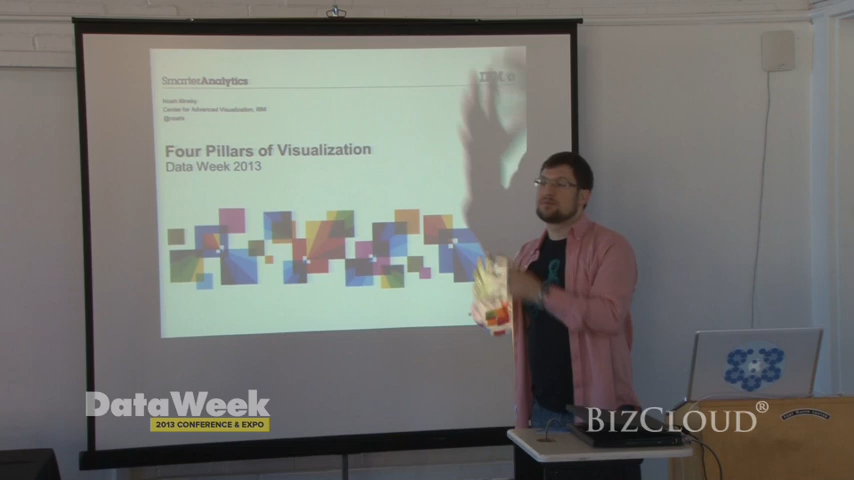 SmarterAnalytics
Center for Advanced Visualization, IBM
Four Pillars of Visualization
Data Week 2013
DataWeek
2013 CONFERENCE & EXPO
BIZCLOUD®